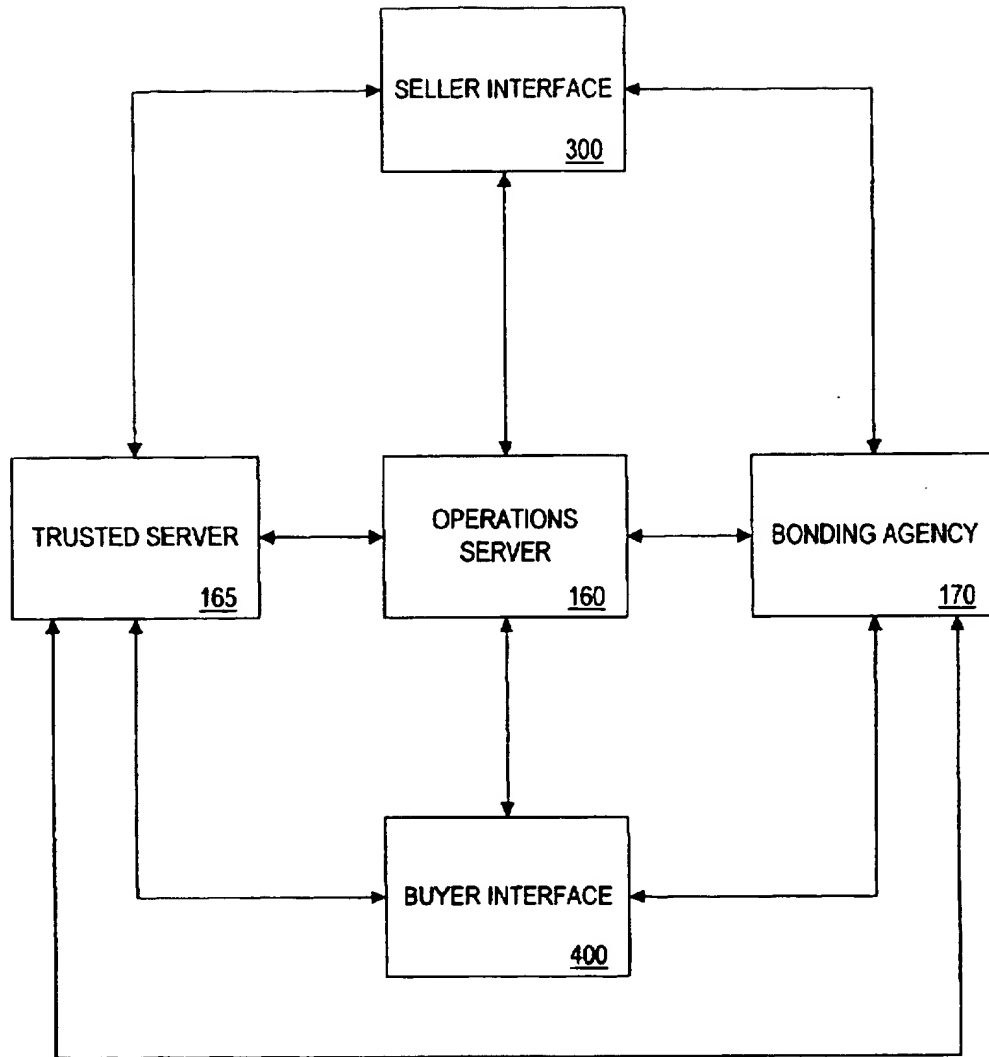 SELLER INTERFACE
300
TRUSTED SERVER
165
OPERATIONS
SERVER
160
BONDING AGENCY
170
BUYER INTERFACE
400